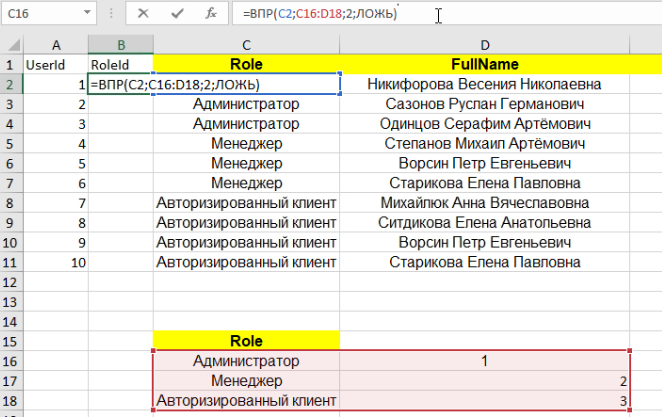 C16 fx =ВПР(C2;C16:D18;2;ЛОЖЬ)
A B C D
1 UserId RoleId Role FullName
2 1 =ВПР(C2;C16:D18;2;ЛОЖЬ) Никифорова Весения Николаевна
3 2 Администратор Сазонов Руслан Германович
4 3 Администратор Одинцов Серафим Артёмович
5 4 Менеджер Степанов Михаил Артёмович
6 5 Менеджер Ворсин Петр Евгеньевич
7 6 Менеджер Старикова Елена Павловна
8 7 Авторизированный клиент Михайлюк Анна Вячеславовна
9 8 Авторизированный клиент Ситдикова Елена Анатольевна
10 9 Авторизированный клиент Ворсин Петр Евгеньевич
11 10 Авторизированный клиент Старикова Елена Павловна
12
13
14
15 Role
16 Администратор 1
17 Менеджер 2
18 Авторизированный клиент 3